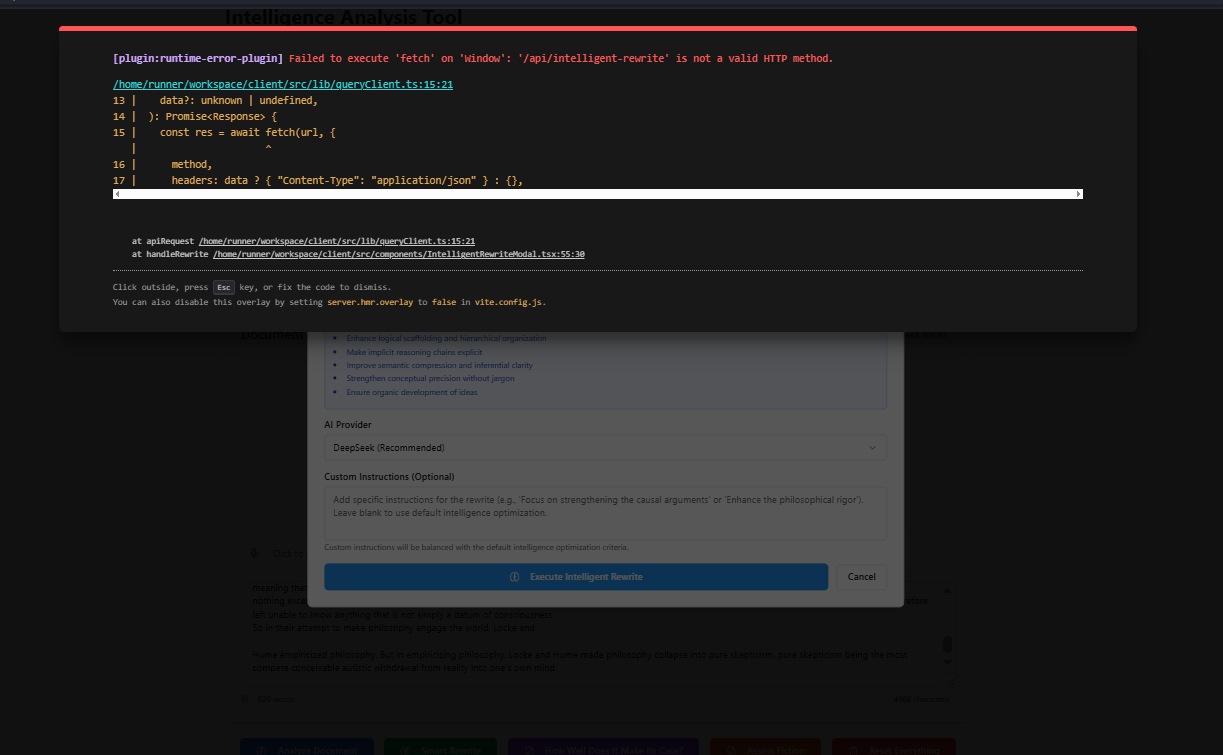 Intelligence Analysis Tool
[plugin:runtime-error-plugin] Failed to execute 'fetch' on 'Window': '/api/intelligent-rewrite' is not a valid HTTP method.
/home/runner/workspace/client/src/lib/queryClient.ts:15:21
13 |    data?: unknown | undefined,
14 |  ): Promise<Response> {
15 |    const res = await fetch(url, {
   |                      ^
16 |      method,
17 |      headers: data ? { "Content-Type": "application/json" } : {},
at apiRequest /home/runner/workspace/client/src/lib/queryClient.ts:15:21
at handleRewrite /home/runner/workspace/client/src/components/IntelligentRewriteModal.tsx:55:30
Click outside, press Esc key, or fix the code to dismiss.
You can also disable this overlay by setting server.hmr.overlay to false in vite.config.js.
Document
• Enhance logical scaffolding and hierarchical organization
• Make implicit reasoning chains explicit
• Improve semantic compression and inferential clarity
• Strengthen conceptual precision without jargon
• Ensure organic development of ideas
AI Provider
DeepSeek (Recommended)
Custom Instructions (Optional)
Add specific instructions for the rewrite (e.g., 'Focus on strengthening the causal arguments' or 'Enhance the philosophical rigor').
Leave blank to use default intelligence optimization.
Custom instructions will be balanced with the default intelligence optimization criteria.
Click to
Execute Intelligent Rewrite
Cancel
meaning that
nothing
left unable to know anything that is not simply a datum of consciousness.
So in their attempt to make philosophy engage the world, Locke and
Hume empiricized philosophy. But in empiricizing philosophy, Locke and Hume made philosophy collapse into pure skepticism, pure skepticism being the most
conceivable autistic withdrawal from reality into one's own mind.
words
characters
Analyze Document
Smart Rewrite
How Well Does It Make Its Case?
Assess Fiction
Reset Everything